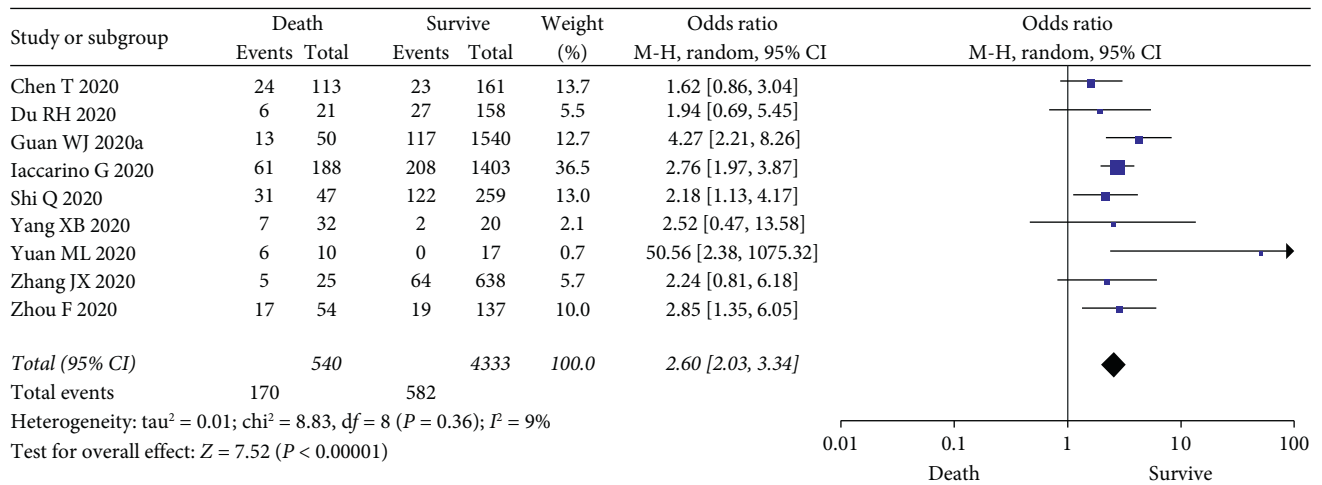 Study or subgroup Death Survive Weight Odds ratio Odds ratio
Events Total Events Total (%) M-H, random, 95% CI M-H, random, 95% CI
Chen T 2020 24 113 23 161 13.7 1.62 [0.86, 3.04]
Du RH 2020 6 21 27 158 5.5 1.94 [0.69, 5.45]
Guan WJ 2020a 13 50 117 1540 12.7 4.27 [2.21, 8.26]
Iaccarino G 2020 61 188 208 1403 36.5 2.76 [1.97, 3.87]
Shi Q 2020 31 47 122 259 13.0 2.18 [1.13, 4.17]
Yang XB 2020 7 32 2 20 2.1 2.52 [0.47, 13.58]
Yuan ML 2020 6 10 0 17 0.7 50.56 [2.38, 1075.32]
Zhang JX 2020 5 25 64 638 5.7 2.24 [0.81, 6.18]
Zhou F 2020 17 54 19 137 10.0 2.85 [1.35, 6.05]
Total (95% CI) 540 4333 100.0 2.60 [2.03, 3.34]
Total events 170 582
Heterogeneity: tau² = 0.01; chi² = 8.83, df = 8 (P = 0.36); I² = 9%
Test for overall effect: Z = 7.52 (P < 0.00001)
0.01 0.1 1 10 100
Death Survive